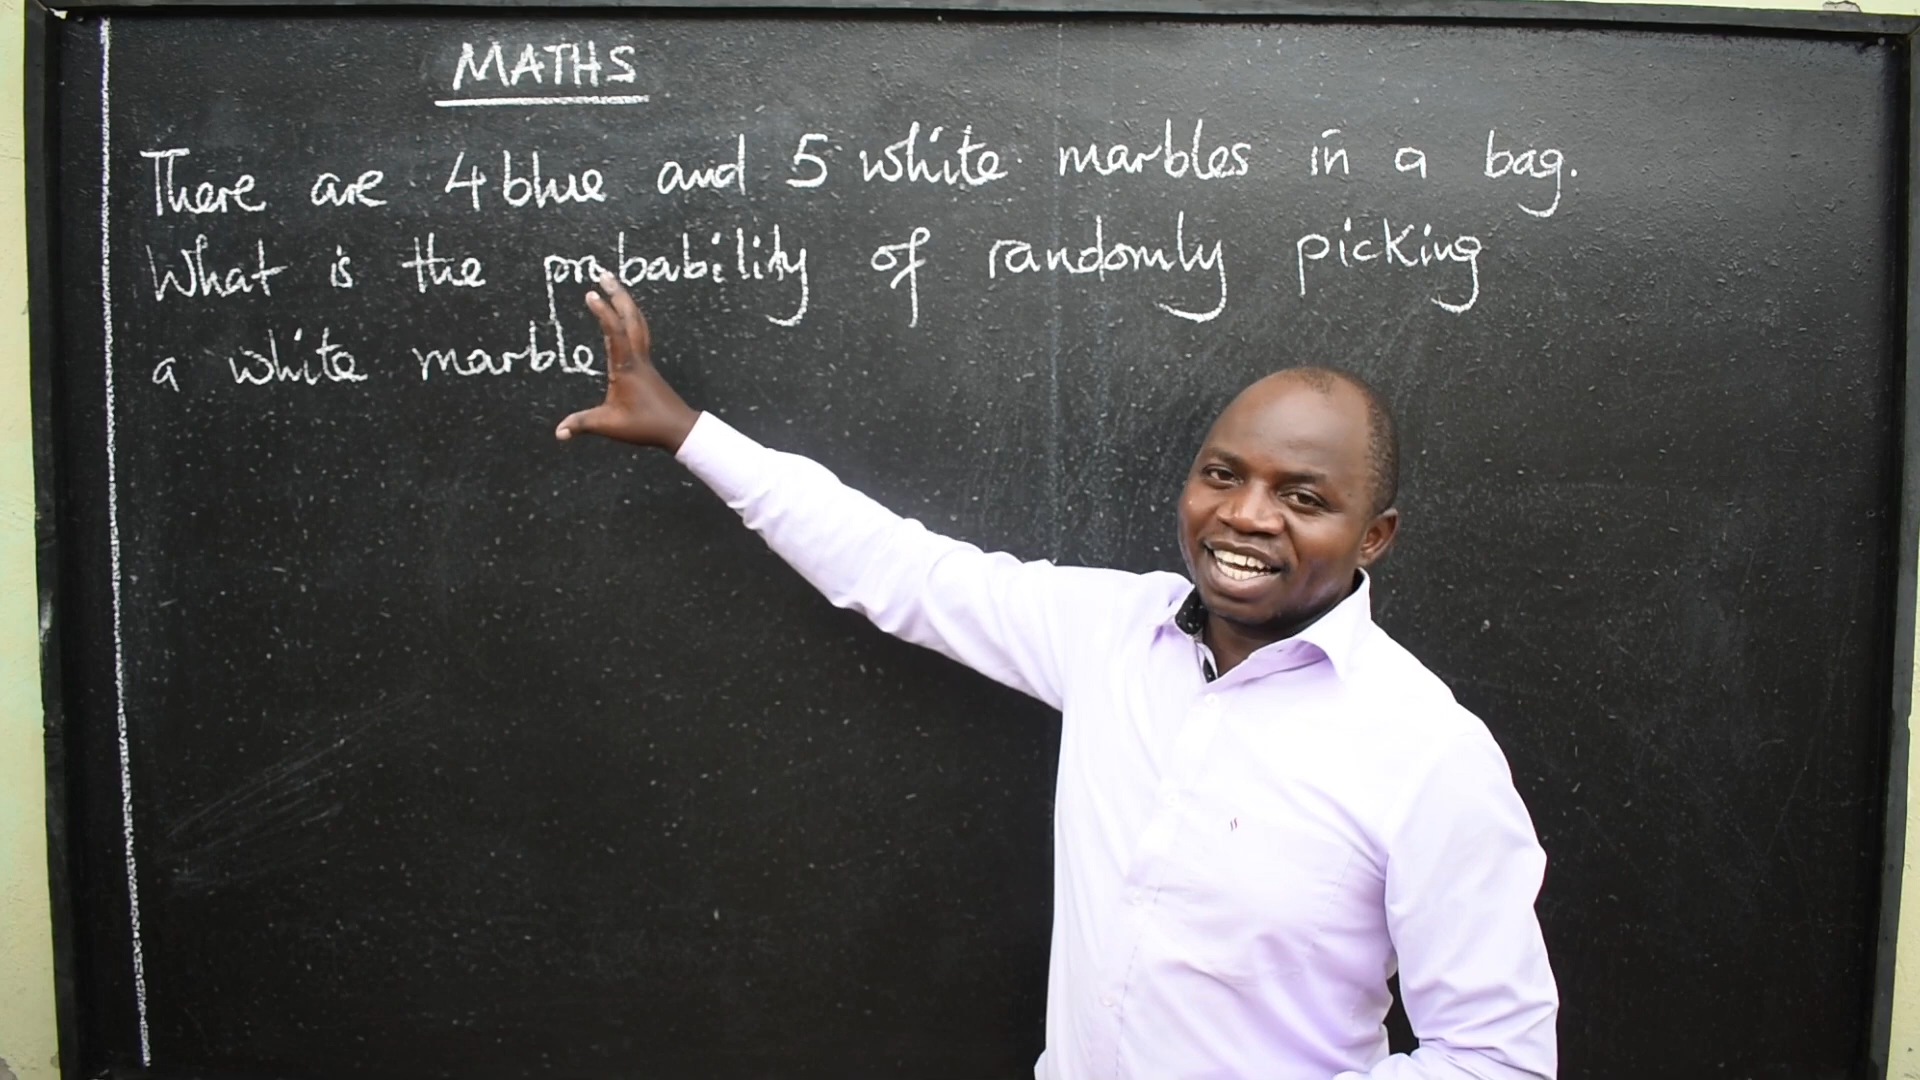 MATHS
There are 4 blue and 5 white marbles in a bag.
What is the probability of randomly picking
a white marble